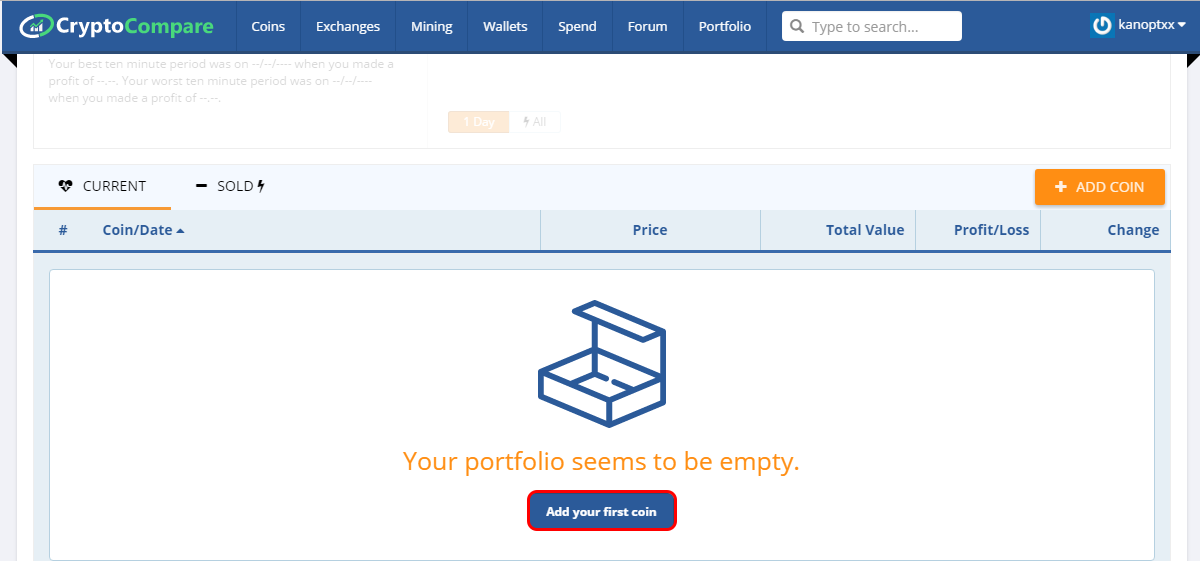 CryptoCompare Coins Exchanges Mining Wallets Spend Forum Portfolio Type to search... kanoptxx
Your best ten minute period was on --/--/---- when you made a
profit of --.--. Your worst ten minute period was on --/--/----
when you made a profit of --.--.
1 Day All
CURRENT SOLD ADD COIN
# Coin/Date Price Total Value Profit/Loss Change
Your portfolio seems to be empty.
Add your first coin